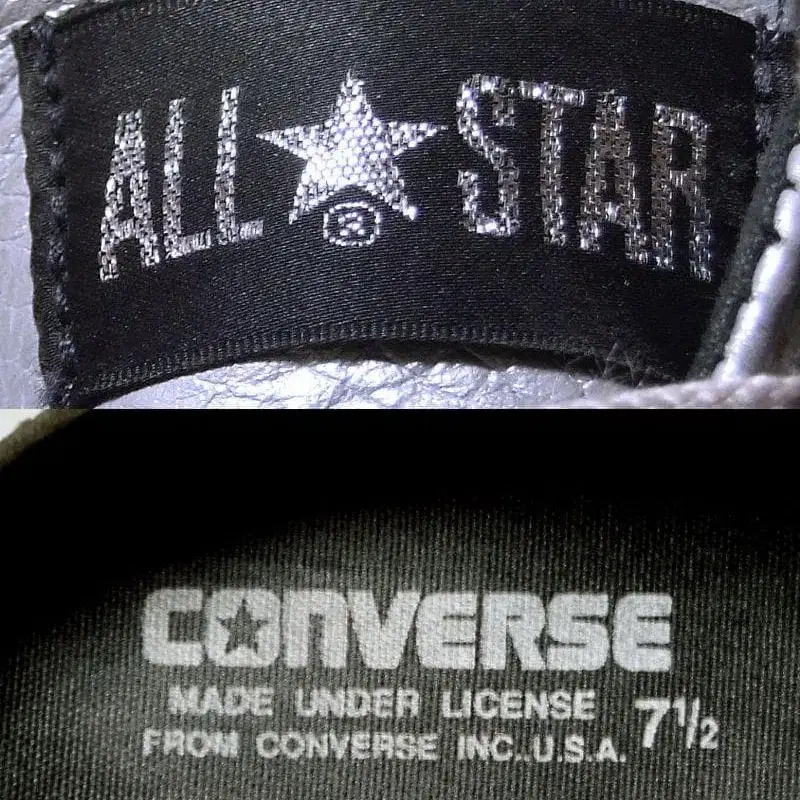 ALL ★ STAR
®
CONVERSE
MADE UNDER LICENSE
FROM CONVERSE INC..U.S.A. 7½